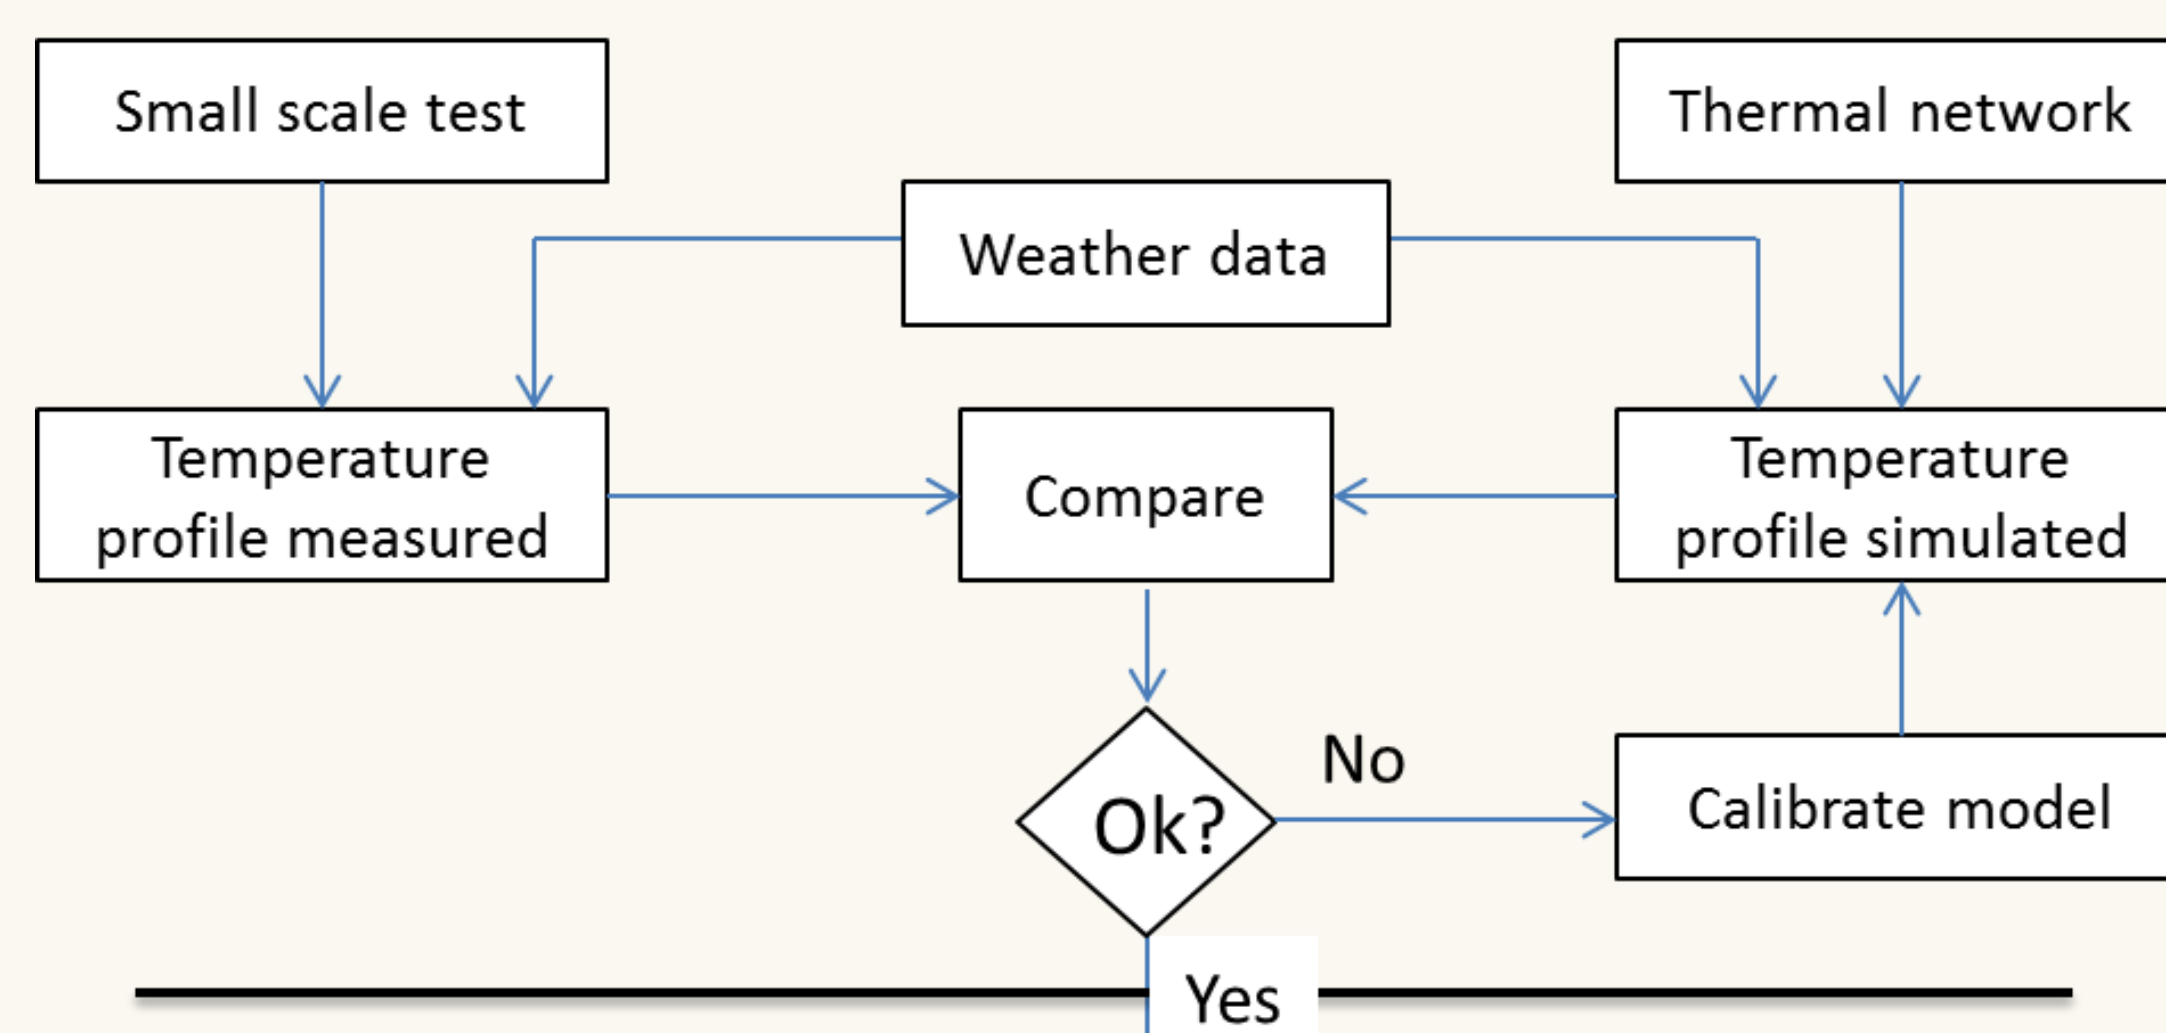 Small scale test
Thermal network
Weather data
Temperature
profile measured
Compare
Temperature
profile simulated
No
Ok?
Calibrate model
Yes